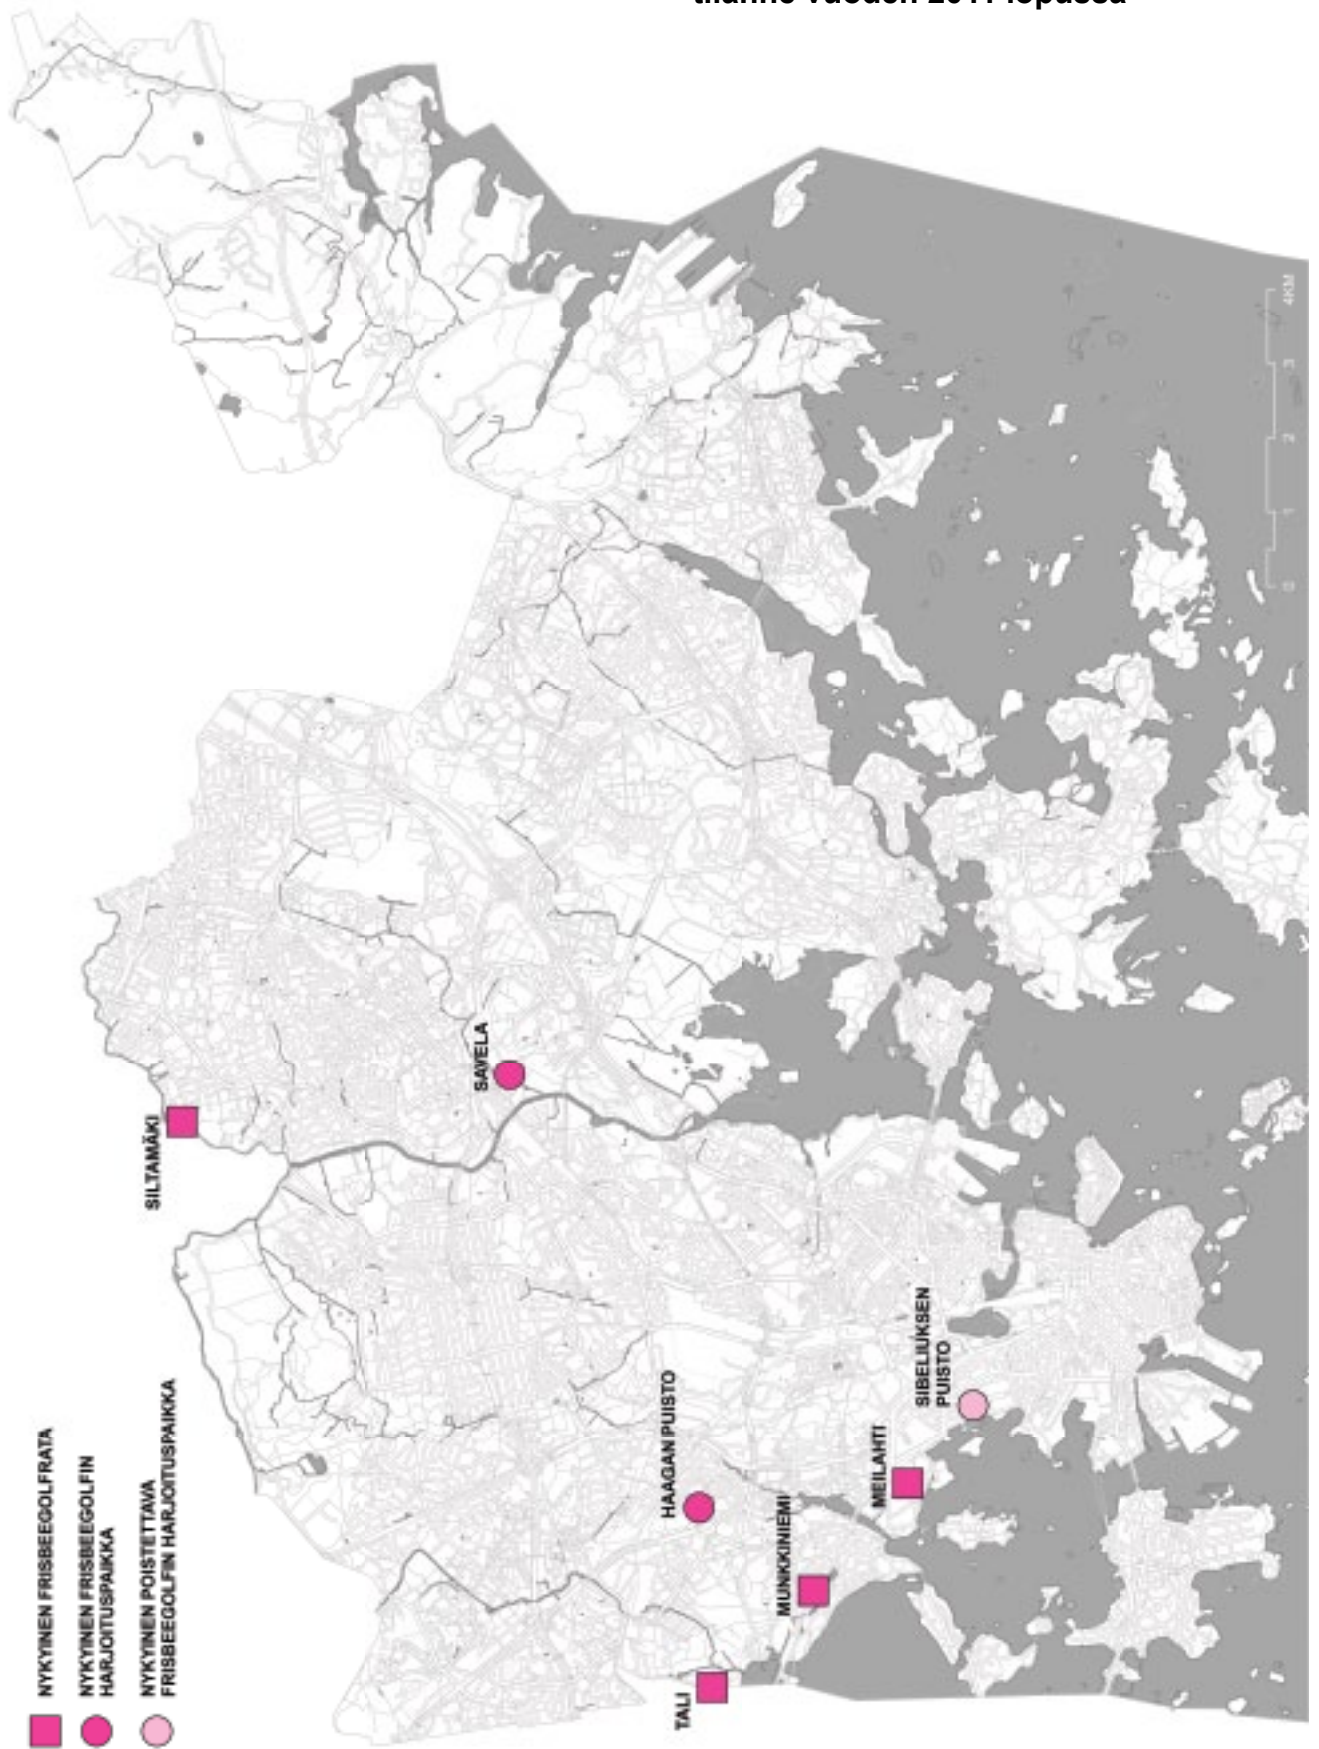 tilanne vuoden lopussa
NYKYINEN FRISBEEGOLFRATA
NYKYINEN FRISBEEGOLFIN
HARJOITUSPAIKKA
NYKYINEN POISTETTAVA
FRISBEEGOLFIN HARJOITUSPAIKKA
SILTAMÄKI
SAVELA
HAAGAN PUISTO
TALI
MUNKKINIEMI
MEILAHTI
SIBELIUKSEN
PUISTO
0 1 2 3 4KM